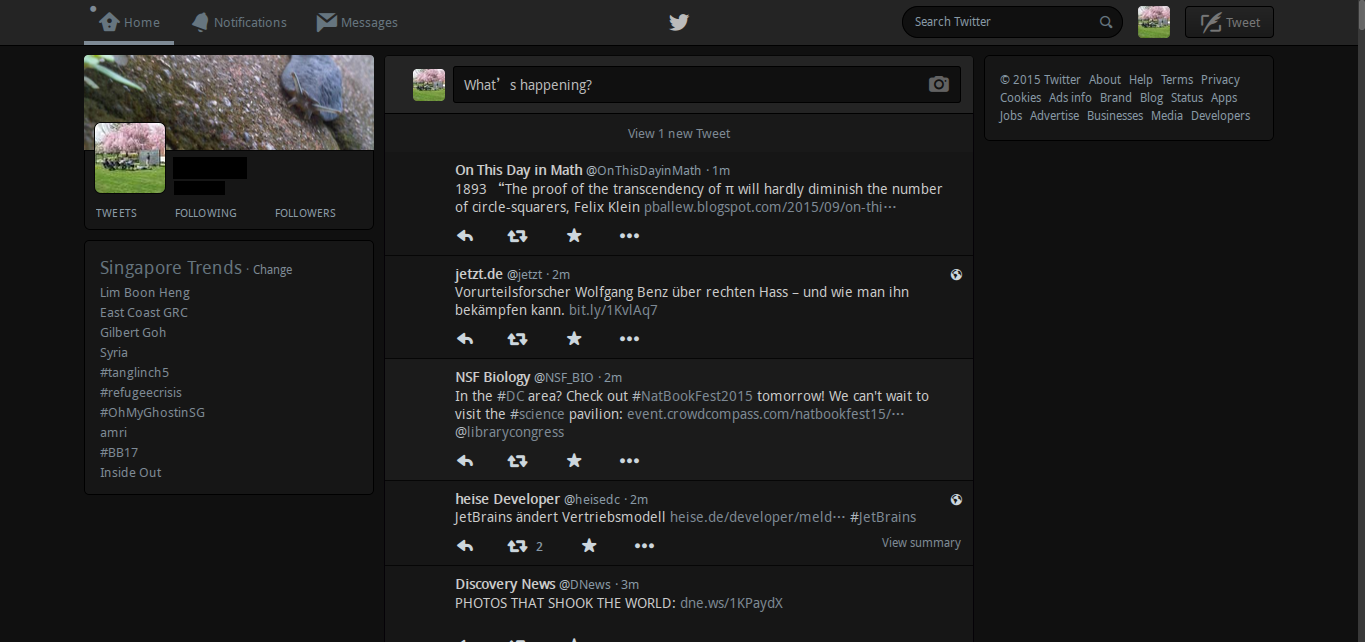 Home Notifications Messages Search Twitter Tweet
TWEETS FOLLOWING FOLLOWERS
Singapore Trends · Change
Lim Boon Heng
East Coast GRC
Gilbert Goh
Syria
#tanglinch5
#refugeecrisis
#OhMyGhostinSG
amri
#BB17
Inside Out
What's happening?
View 1 new Tweet
On This Day in Math @OnThisDayinMath · 1m
1893 “The proof of the transcendency of π will hardly diminish the number
of circle-squarers, Felix Klein pballew.blogspot.com/2015/09/on-thi…
jetzt.de @jetzt · 2m
Vorurteilsforscher Wolfgang Benz über rechten Hass – und wie man ihn
bekämpfen kann. bit.ly/1KvlAq7
NSF Biology @NSF_BIO · 2m
In the #DC area? Check out #NatBookFest2015 tomorrow! We can't wait to
visit the #science pavilion: event.crowdcompass.com/natbookfest15/…
@librarycongress
heise Developer @heisedc · 2m
JetBrains ändert Vertriebsmodell heise.de/developer/meld… #JetBrains
2 View summary
Discovery News @DNews · 3m
PHOTOS THAT SHOOK THE WORLD: dne.ws/1KPaydX
© 2015 Twitter About Help Terms Privacy
Cookies Ads info Brand Blog Status Apps
Jobs Advertise Businesses Media Developers